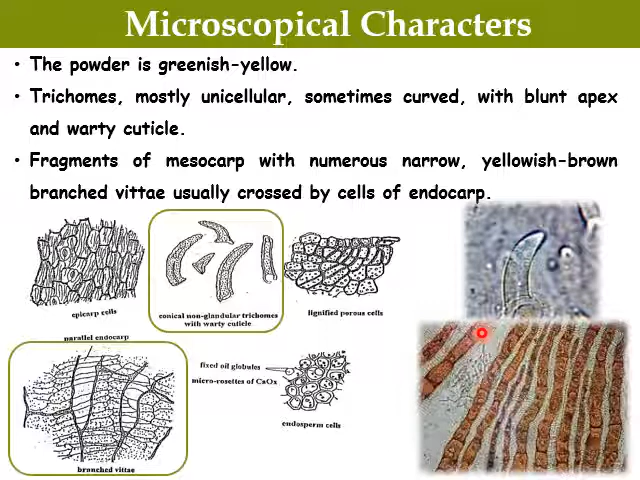 Microscopical Characters
• The powder is greenish-yellow.
• Trichomes, mostly unicellular, sometimes curved, with blunt apex
and warty cuticle.
• Fragments of mesocarp with numerous narrow, yellowish-brown
branched vittae usually crossed by cells of endocarp.
epicarp cells
conical non-glandular trichomes
with warty cuticle
lignified porous cells
parallel endocarp
fixed oil globules
micro-rosettes of CaOx
endosperm cells
branched vittae